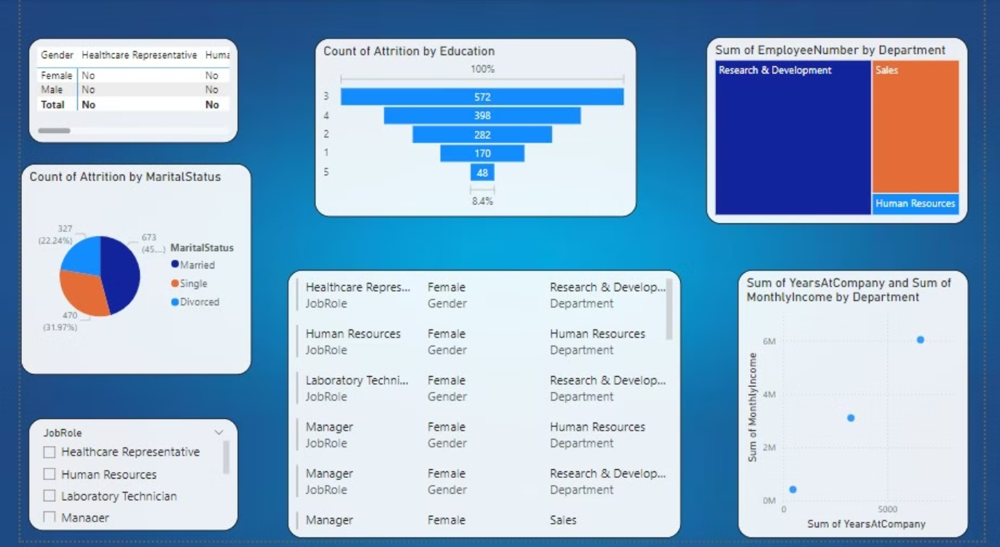 Gender Healthcare Representative Huma
Female No No
Male No No
Total No No
Count of Attrition by Education
100%
3 572
4 398
2 282
1 170
5 48
8.4%
Sum of EmployeeNumber by Department
Research & Development
Sales
Human Resources
Count of Attrition by MaritalStatus
327
(22.24%)
673
(45...)
470
(31.97%)
MaritalStatus
Married
Single
Divorced
Healthcare Repres... Female Research & Develop...
JobRole Gender Department
Human Resources Female Human Resources
JobRole Gender Department
Laboratory Techni... Female Research & Develop...
JobRole Gender Department
Manager Female Human Resources
JobRole Gender Department
Manager Female Research & Develop...
JobRole Gender Department
Manager Female Sales
Sum of YearsAtCompany and Sum of
MonthlyIncome by Department
Sum of MonthlyIncome
6M
4M
2M
0M
0 5000
Sum of YearsAtCompany
JobRole
Healthcare Representative
Human Resources
Laboratory Technician
Manager